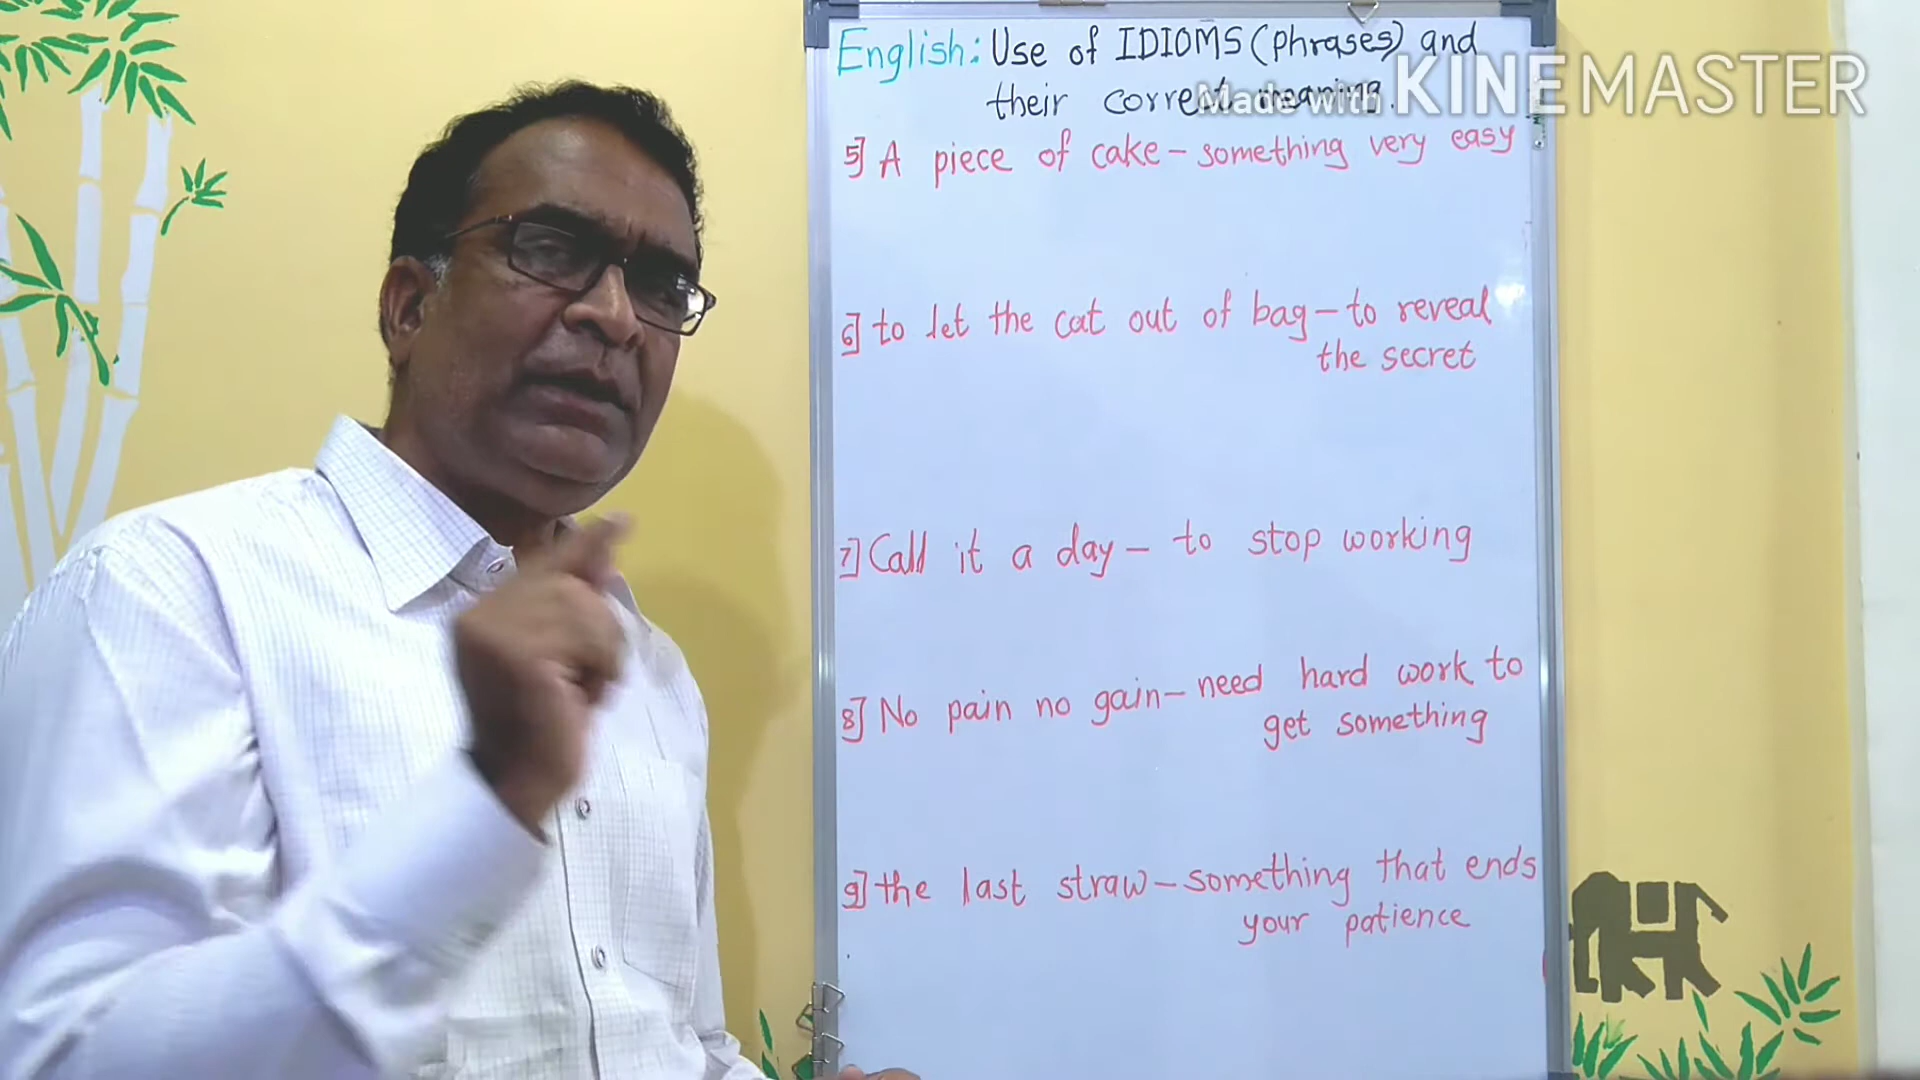 English: Use of IDIOMS (phrases) and
their correct meaning.
Made with KINEMASTER
5] A piece of cake - something very easy
6] to let the cat out of bag - to reveal
the secret
7] Call it a day - to stop working
8] No pain no gain - need hard work to
get something
9] the last straw - something that ends
your patience